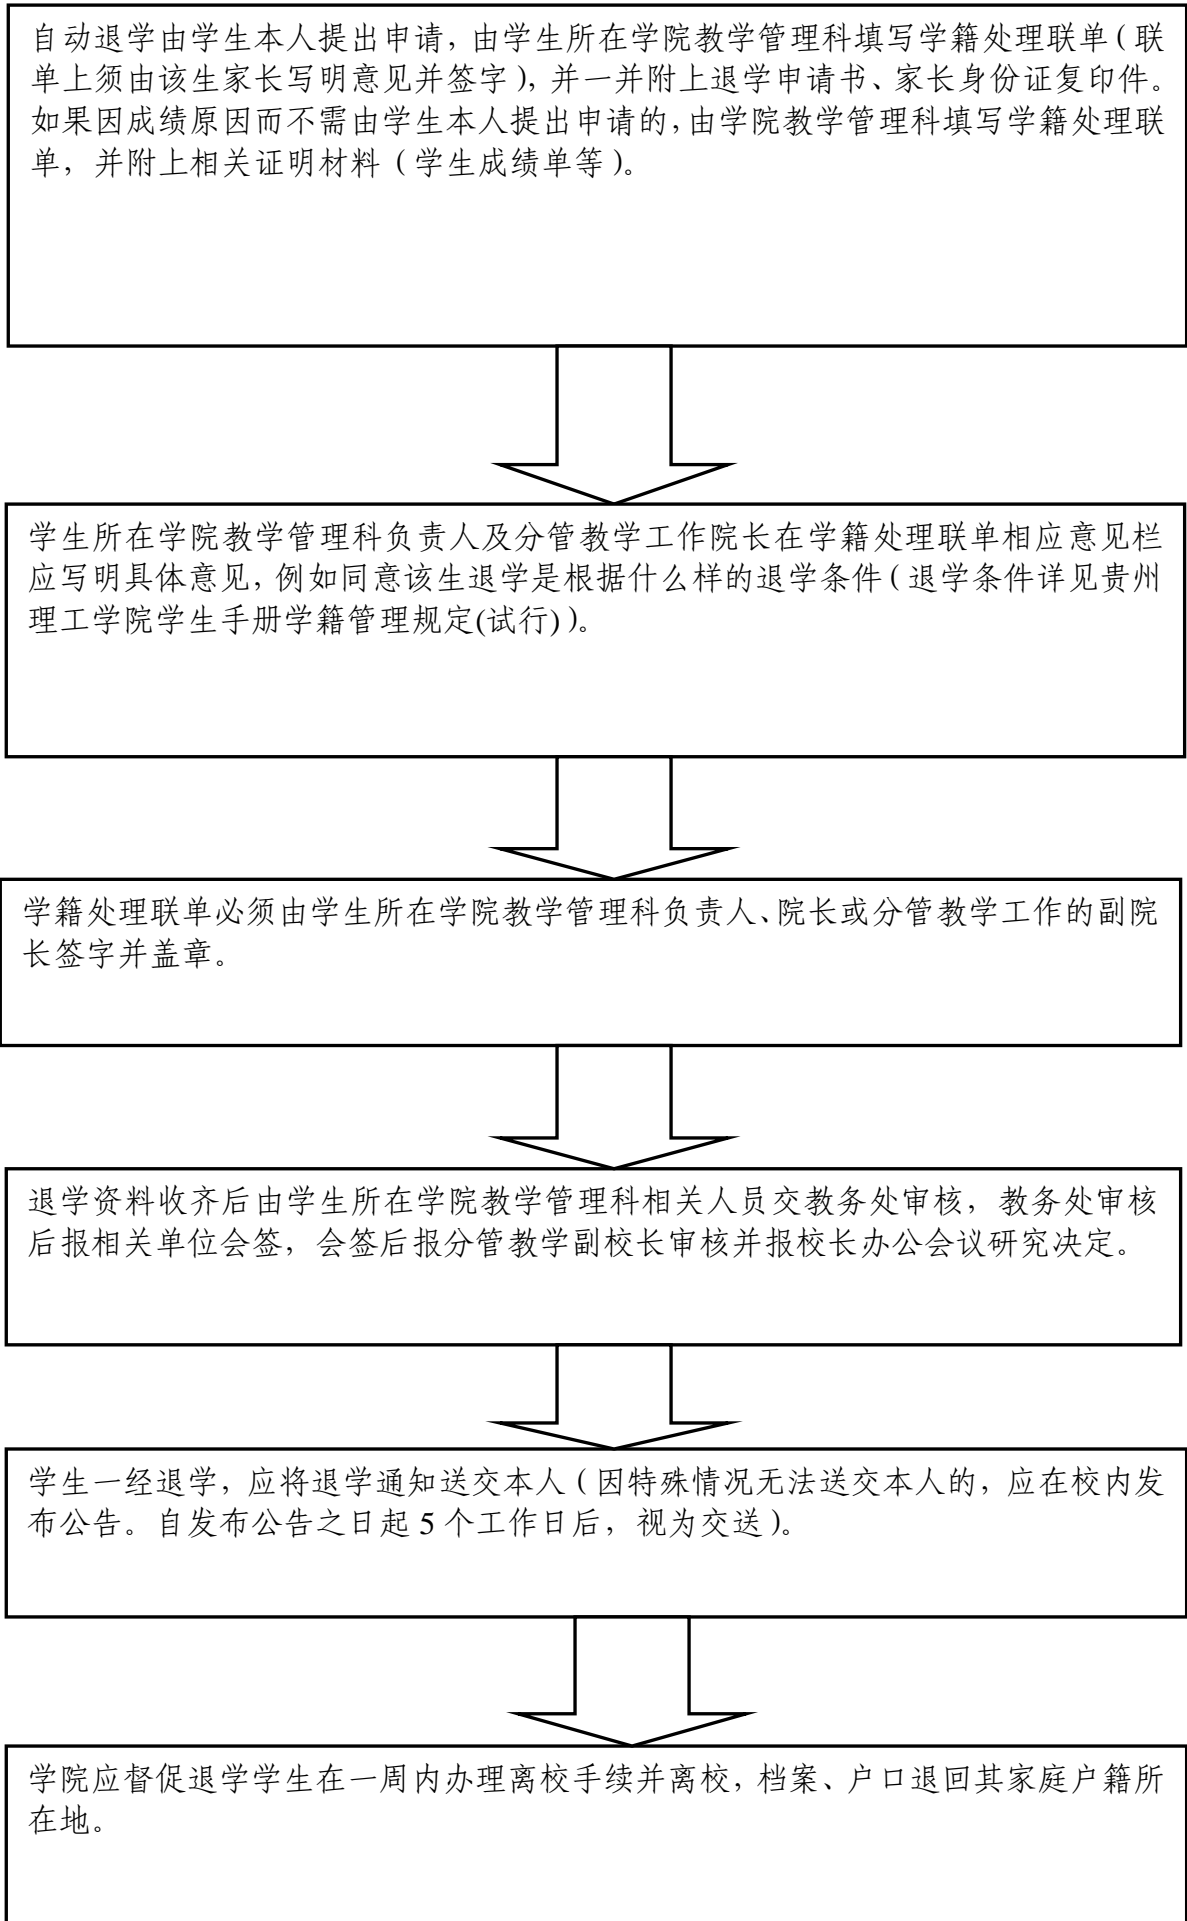 自动退学由学生本人提出申请，由学生所在学院教学管理科填写学籍处理联单（联
单上须由该生家长写明意见并签字），并一并附上退学申请书、家长身份证复印件。
如果因成绩原因而不需由学生本人提出申请的，由学院教学管理科填写学籍处理联
单，并附上相关证明材料（学生成绩单等）。
学生所在学院教学管理科负责人及分管教学工作院长在学籍处理联单相应意见栏
应写明具体意见，例如同意该生退学是根据什么样的退学条件（退学条件详见贵州
理工学院学生手册学籍管理规定(试行)）。
学籍处理联单必须由学生所在学院教学管理科负责人、院长或分管教学工作的副院
长签字并盖章。
退学资料收齐后由学生所在学院教学管理科相关人员交教务处审核，教务处审核
后报相关单位会签，会签后报分管教学副校长审核并报校长办公会议研究决定。
学生一经退学，应将退学通知送交本人（因特殊情况无法送交本人的，应在校内发
布公告。自发布公告之日起 5 个工作日后，视为交送）。
学院应督促退学学生在一周内办理离校手续并离校，档案、户口退回其家庭户籍所
在地。